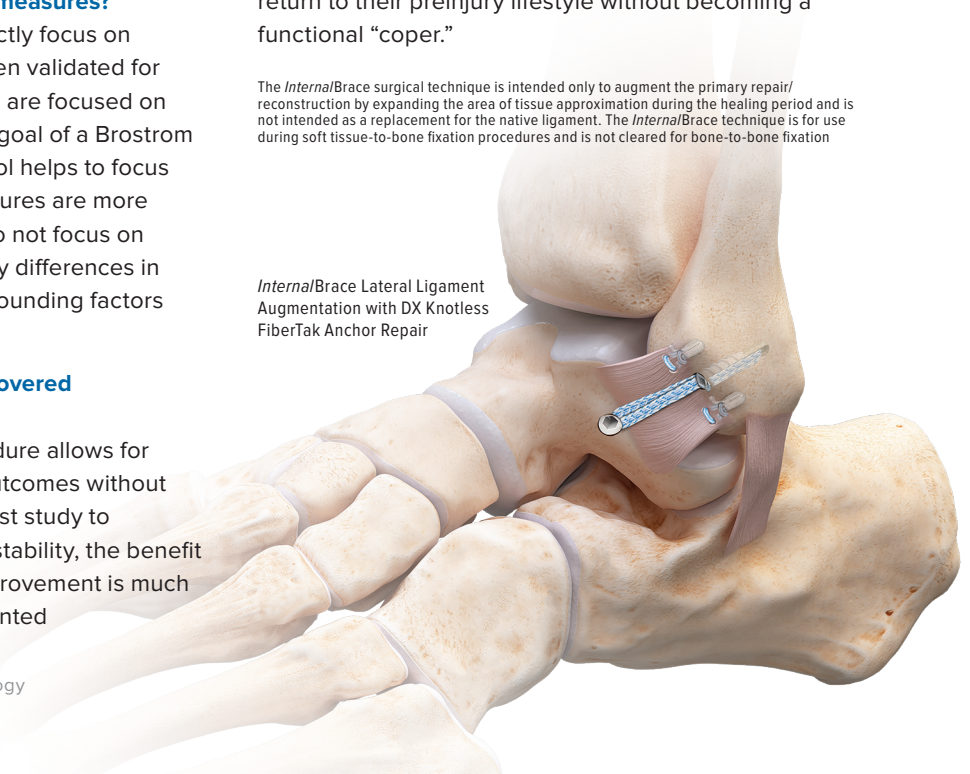 measures?
ctly focus on
en validated for
are focused on
goal of a Brostrom
ol helps to focus
ures are more
o not focus on
y differences in
ounding factors
overed
dure allows for
utcomes without
st study to
stability, the benefit
rovement is much
nted
ogy
return to their preinjury lifestyle without becoming a
functional “coper.”
The InternalBrace surgical technique is intended only to augment the primary repair/
reconstruction by expanding the area of tissue approximation during the healing period and is
not intended as a replacement for the native ligament. The InternalBrace technique is for use
during soft tissue-to-bone fixation procedures and is not cleared for bone-to-bone fixation
InternalBrace Lateral Ligament
Augmentation with DX Knotless
FiberTak Anchor Repair